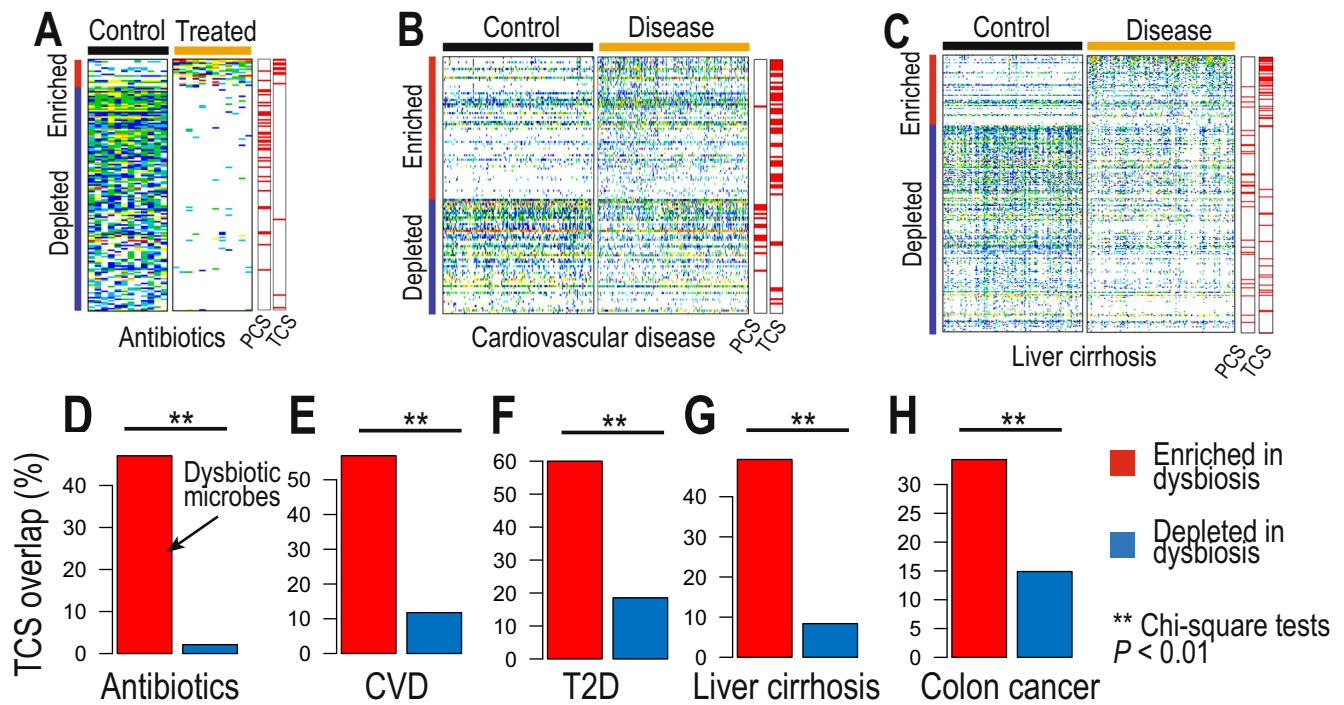 A
Control
Treated
Enriched
Depleted
Antibiotics
PCS
TCS
B
Control
Disease
Enriched
Depleted
Cardiovascular disease
PCS
TCS
C
Control
Disease
Enriched
Depleted
Liver cirrhosis
PCS
TCS
TCS overlap (%)
D
**
Dysbiotic
microbes
40
30
20
10
0
Antibiotics
E
**
50
40
30
20
10
0
CVD
F
**
60
50
40
30
20
10
0
T2D
G
**
40
30
20
10
0
Liver cirrhosis
H
**
30
25
20
15
10
5
0
Colon cancer
Enriched in
dysbiosis
Depleted in
dysbiosis
** Chi-square tests
P < 0.01